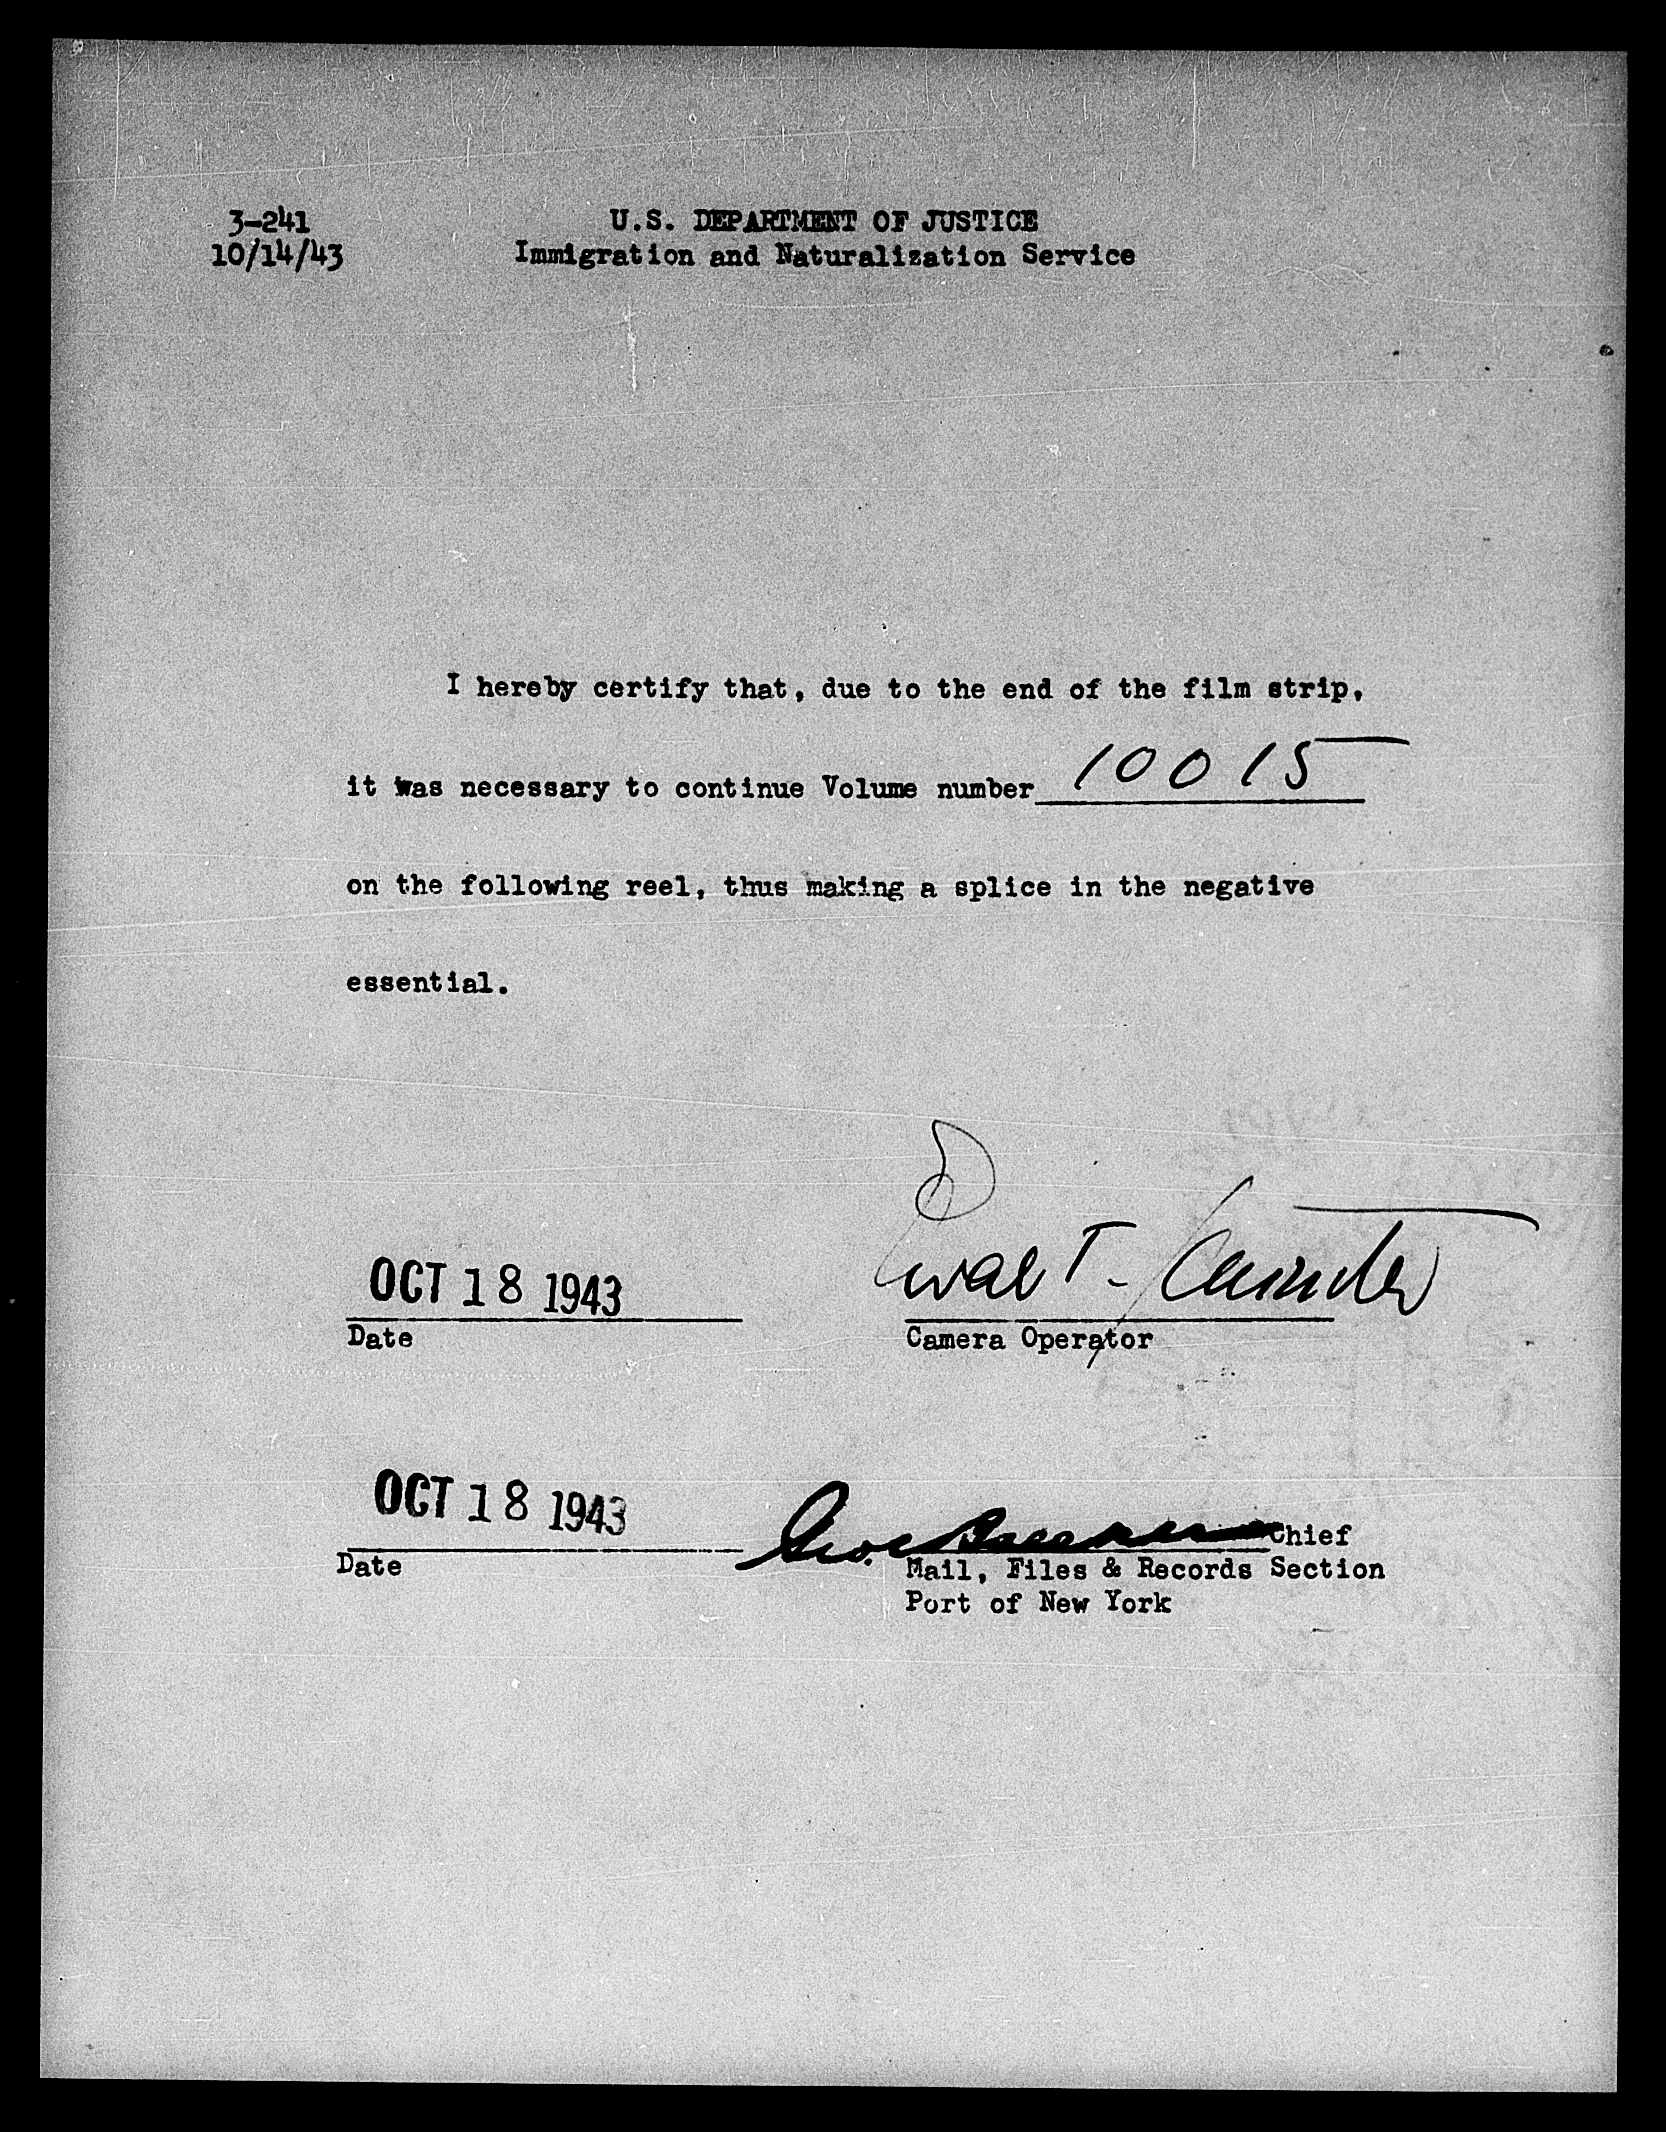 3-241
U.S. DEPARTMENT OF JUSTICE
10/14/43
Immigration and Naturalization Service
I hereby certify that, due to the end of the film strip,
it was necessary to continue Volume number 10015
on the following reel, thus making a splice in the negative
essential.
OCT 18 1943
Date
T.
Camera Operator
OCT 18 1943
Geo.
Chief
Date
Mail, Files & Records Section
Port of New York